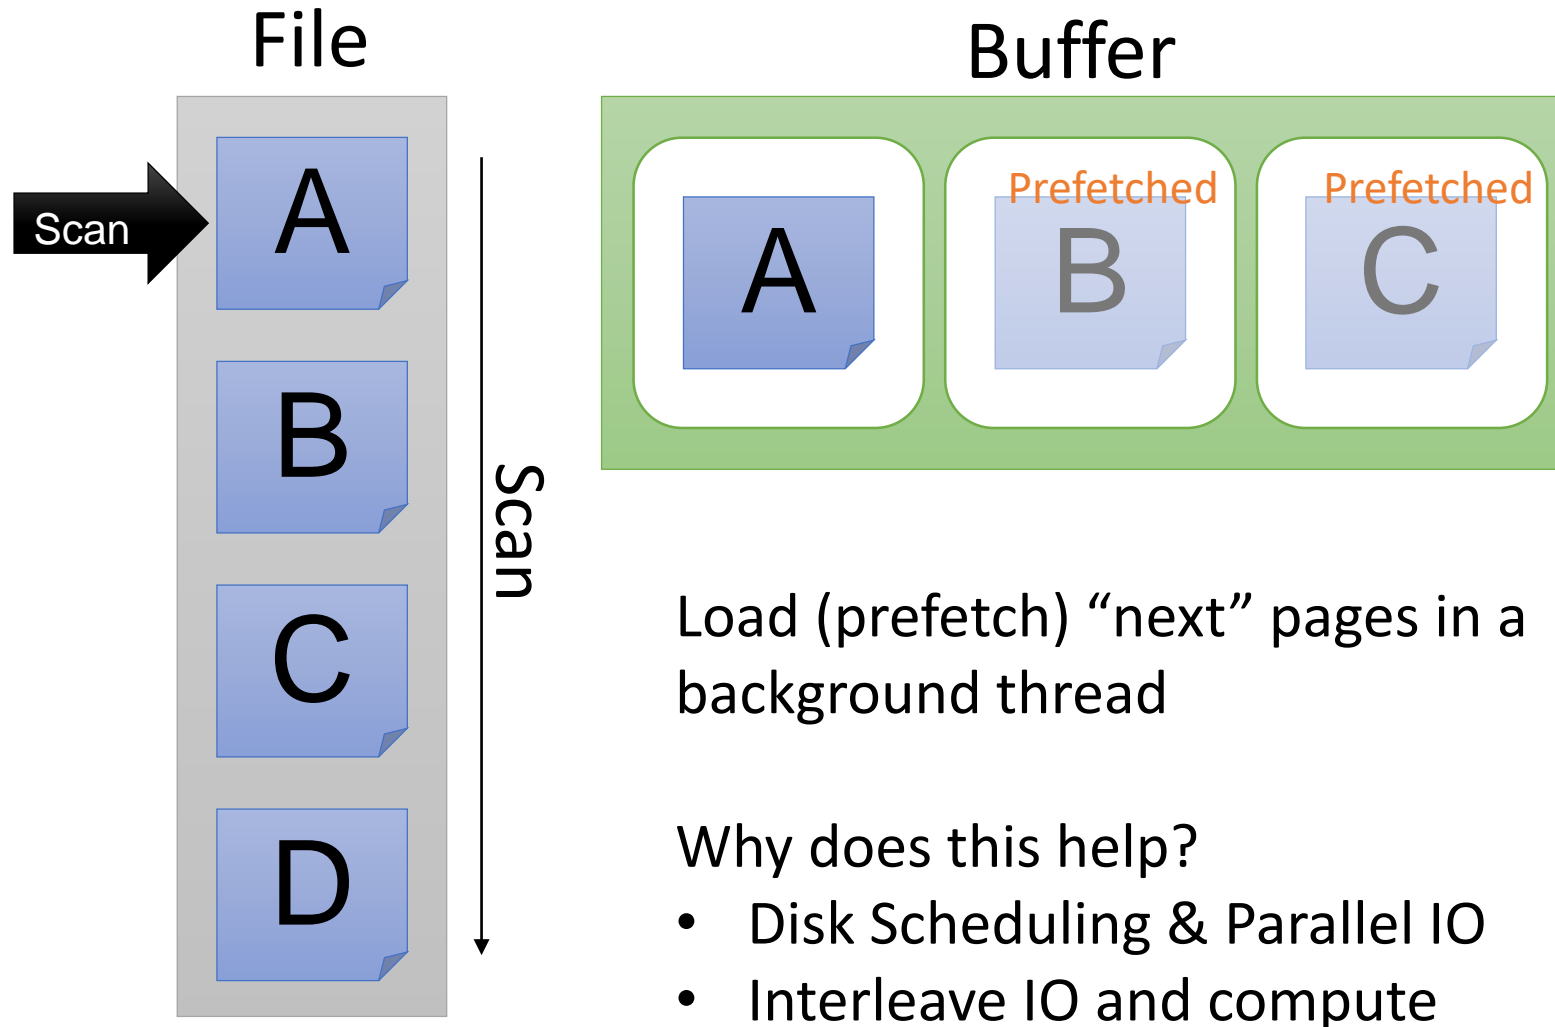 File
Scan
A
B
C
D
Scan
Buffer
A
Prefetched
B
Prefetched
C
Load (prefetch) “next” pages in a
background thread
Why does this help?
• Disk Scheduling & Parallel IO
• Interleave IO and compute